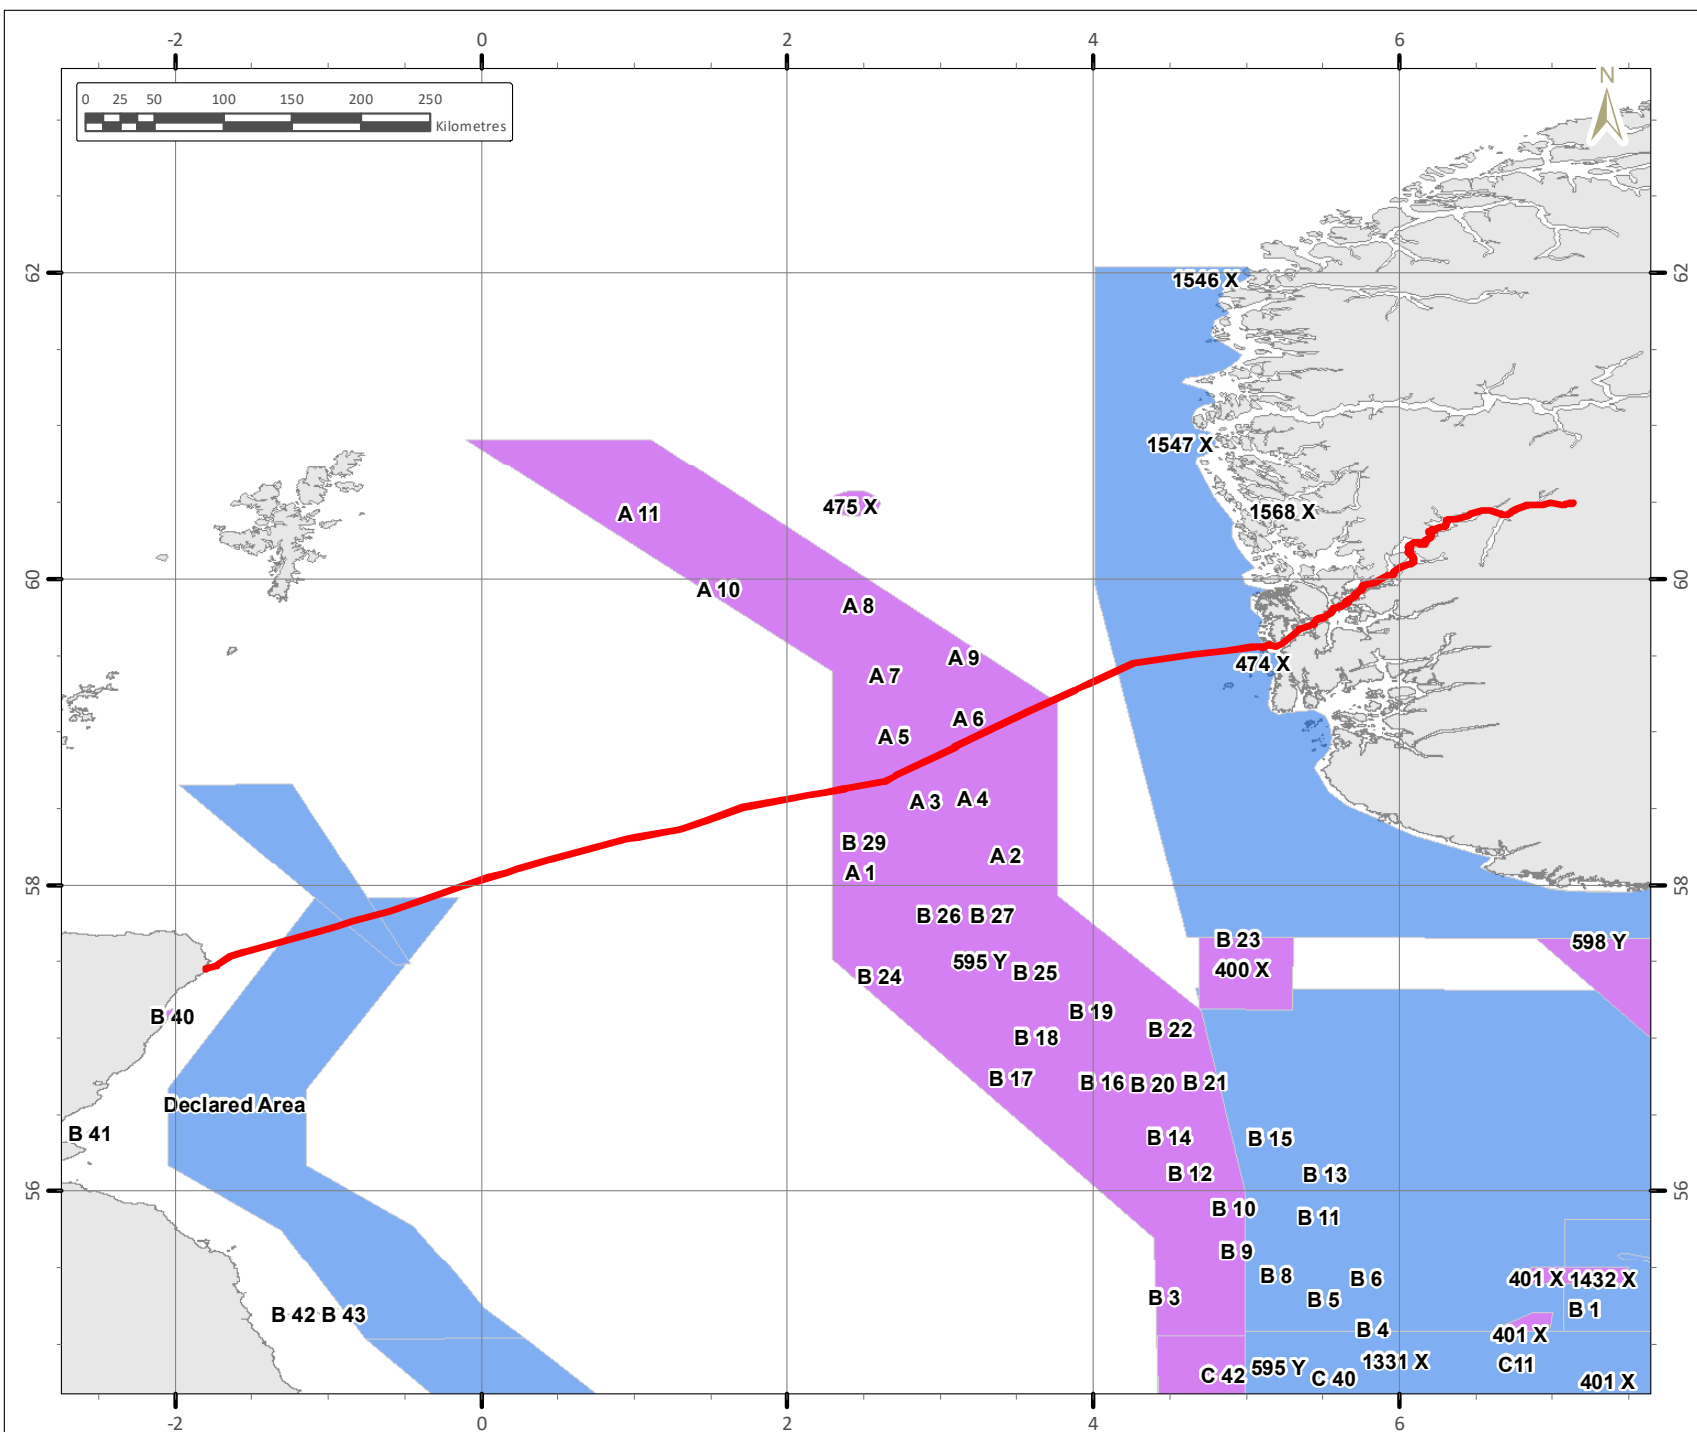 -2 0 2 4 6
N
0 25 50 100 150 200 250
Kilometres
62 62
1546 X
1547 X
475 X
A 11
1568 X
60 60
A 10
A 8
A 9
474 X
A 7
A 6
A 5
A 3 A 4
B 29
A 2
A 1
58 58
B 26 B 27
B 23
598 Y
595 Y
400 X
B 25
B 24
B 19
B 40
B 22
B 18
B 17
B 16 B 20 B 21
Declared Area
B 41
B 14
B 15
B 12
B 13
56 56
B 10
B 11
B 9
B 8
B 6
401 X 1432 X
B 3
B 5
B 1
B 42 B 43
B 4
401 X
1331 X
C11
595 Y
C 42
C 40
401 X
-2 0 2 4 6